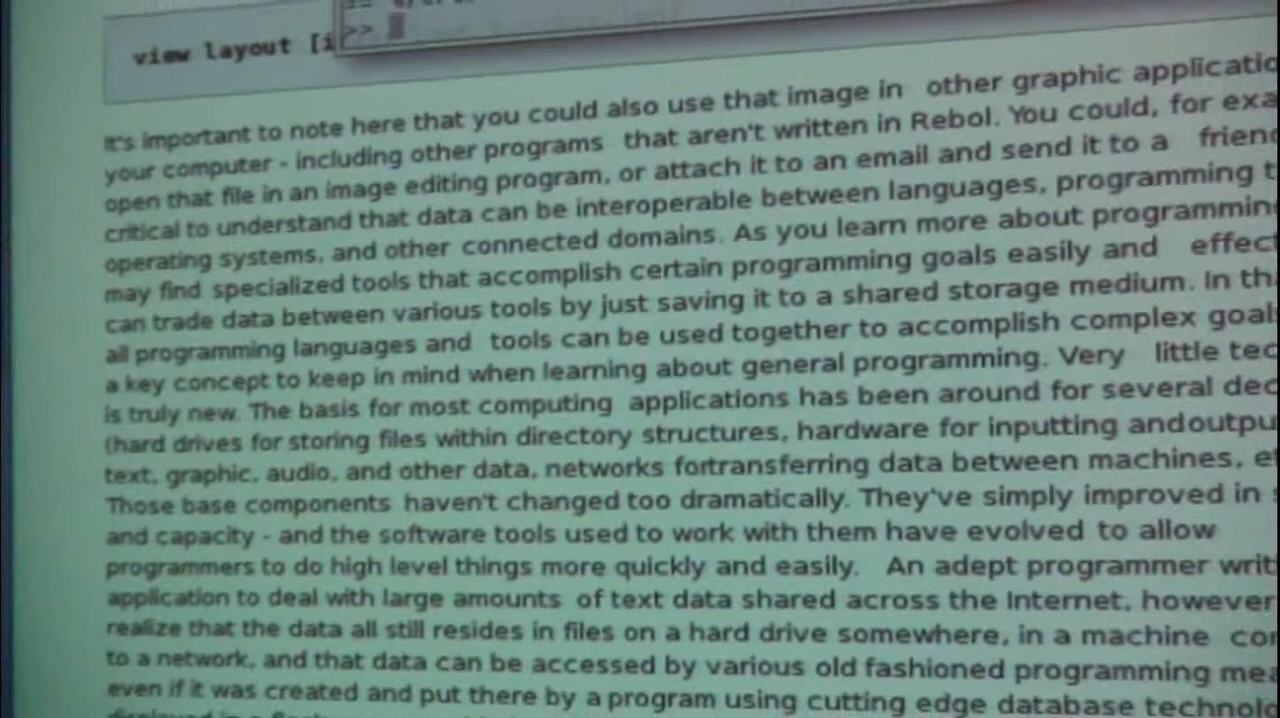 >>
view layout [i
It's important to note here that you could also use that image in other graphic applicatio
your computer - including other programs that aren't written in Rebol. You could, for exa
open that file in an image editing program, or attach it to an email and send it to a frien
critical to understand that data can be interoperable between languages, programming t
operating systems, and other connected domains. As you learn more about programmin
may find specialized tools that accomplish certain programming goals easily and effec
can trade data between various tools by just saving it to a shared storage medium. In th
all programming languages and tools can be used together to accomplish complex goal
a key concept to keep in mind when learning about general programming. Very little tec
is truly new. The basis for most computing applications has been around for several dec
(hard drives for storing files within directory structures, hardware for inputting andoutpu
text, graphic, audio, and other data, networks fortransferring data between machines, e
Those base components haven't changed too dramatically. They've simply improved in s
and capacity - and the software tools used to work with them have evolved to allow
programmers to do high level things more quickly and easily. An adept programmer writ
application to deal with large amounts of text data shared across the Internet, however
realize that the data all still resides in files on a hard drive somewhere, in a machine con
to a network, and that data can be accessed by various old fashioned programming mea
even if it was created and put there by a program using cutting edge database technolo